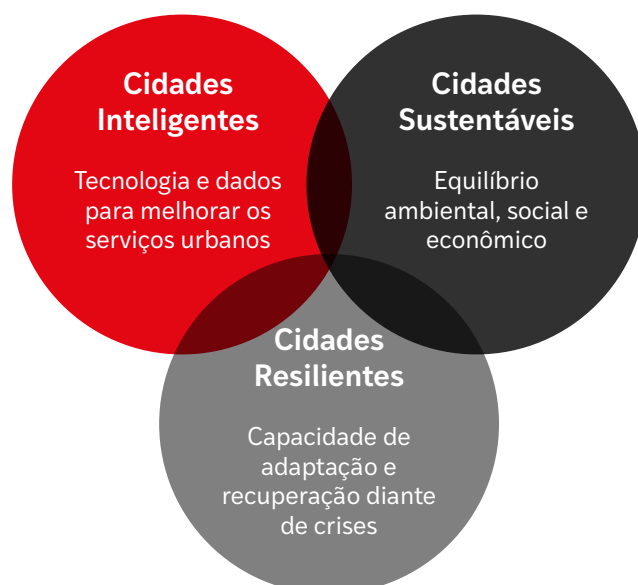 Cidades
Inteligentes
Tecnologia e dados
para melhorar os
serviços urbanos
Cidades
Sustentáveis
Equilíbrio
ambiental, social e
econômico
Cidades
Resilientes
Capacidade de
adaptação e
recuperação diante
de crises